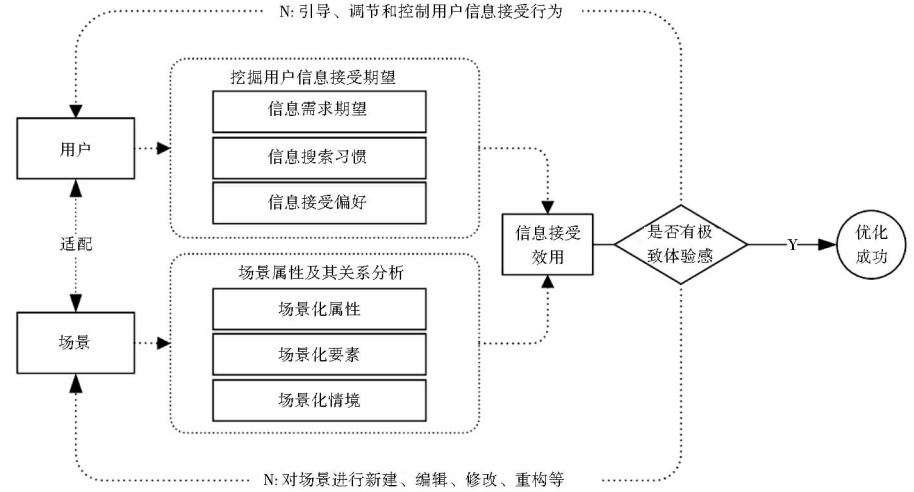 N: 引导、调节和控制用户信息接受行为
挖掘用户信息接受期望
信息需求期望
用户
信息搜索习惯
信息接受偏好
适配
信息接受
效用
是否有极
致体验感
Y
优化
成功
场景属性及其关系分析
场景化属性
场景
场景化要素
场景化情境
N: 对场景进行新建、编辑、修改、重构等